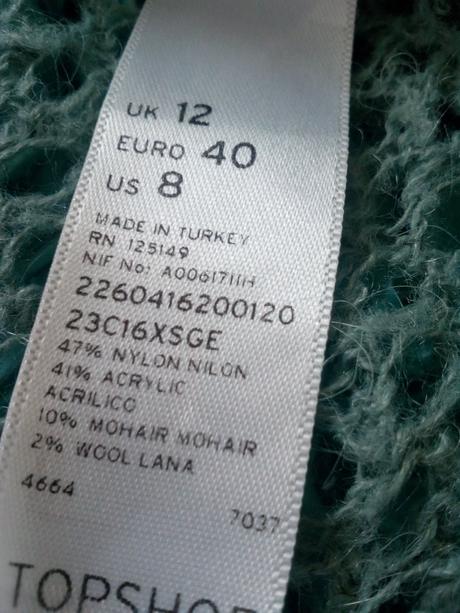 UK 12
EURO 40
US 8
MADE IN TURKEY
RN 125149
NIF No: A0061711H
2260416200120
23C16XSGE
47% NYLON NILON
41% ACRYLIC
ACRILICO
10% MOHAIR MOHAIR
2% WOOL LANA
4664
7037
TOPSHOP